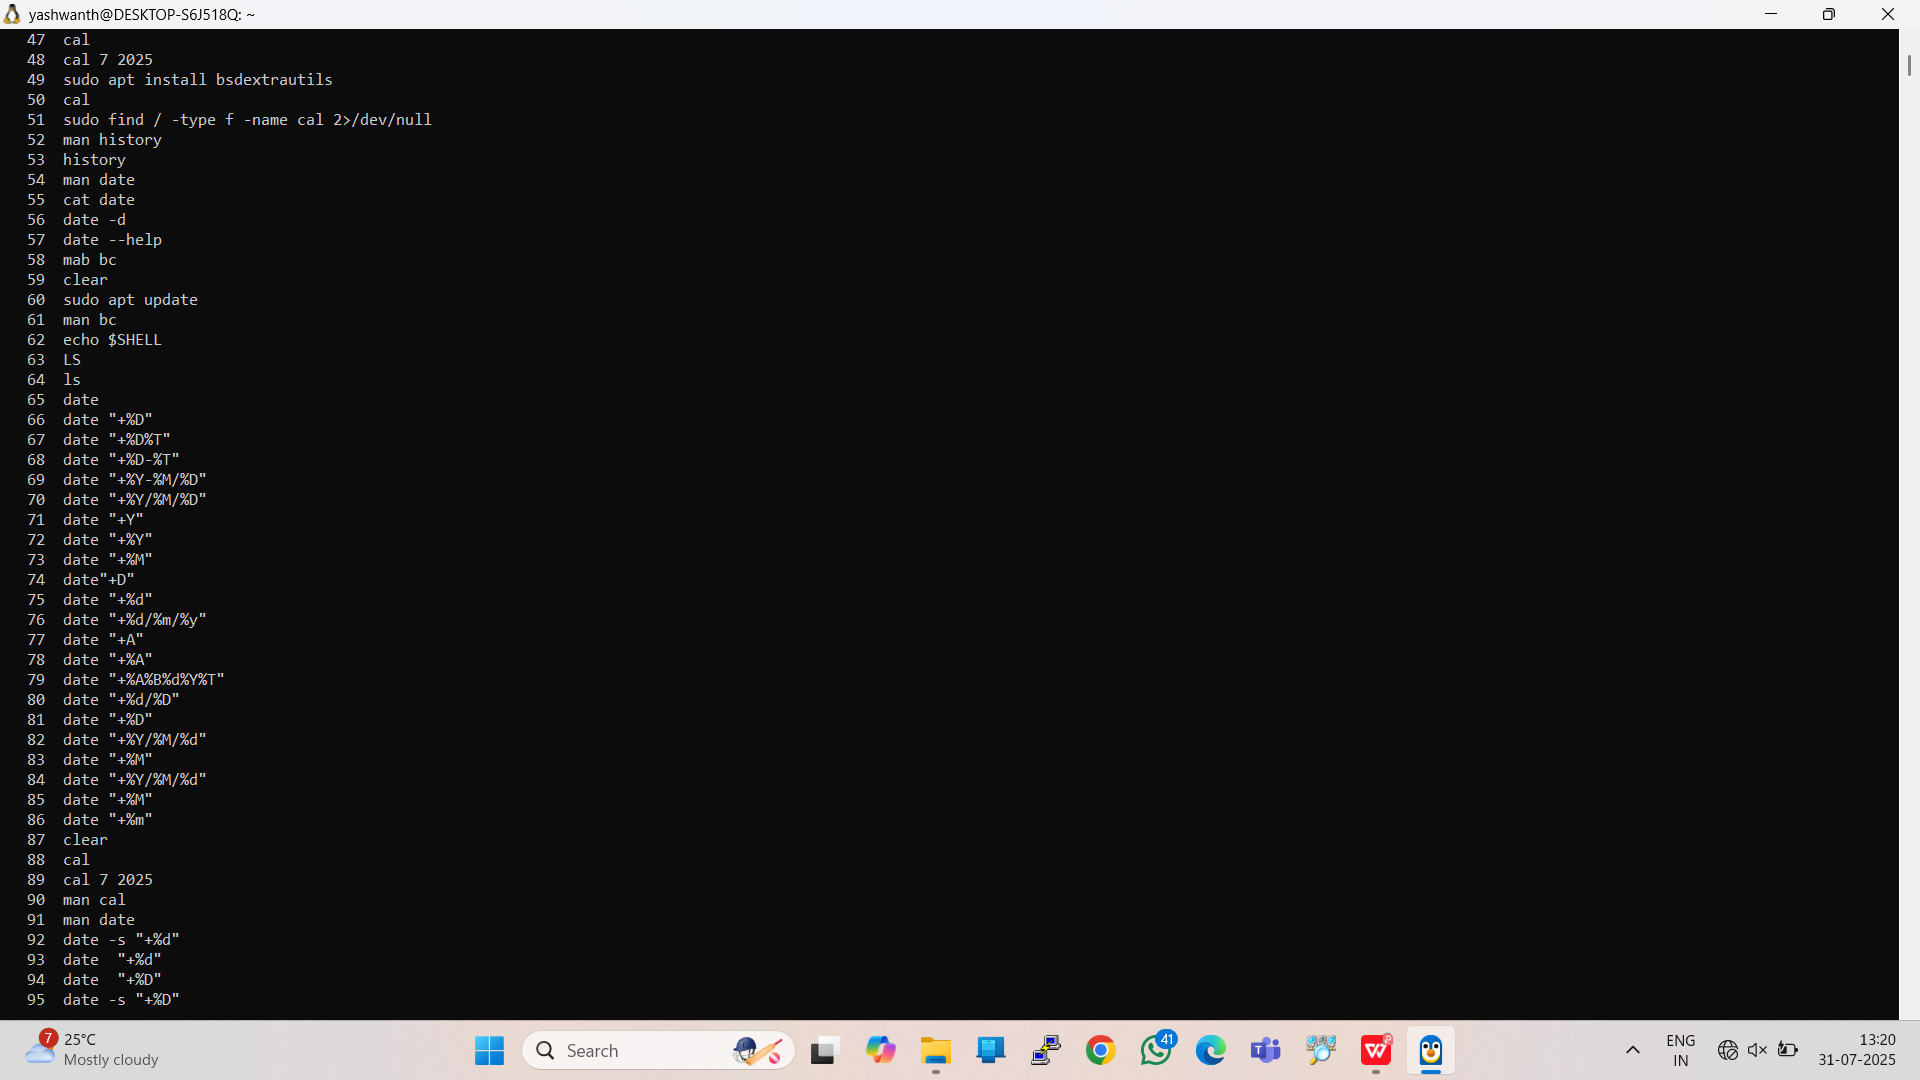 yashwanth@DESKTOP-S6J518Q: ~
47 cal
48 cal 7 2025
49 sudo apt install bsdextrautils
50 cal
51 sudo find / -type f -name cal 2>/dev/null
52 man history
53 history
54 man date
55 cat date
56 date -d
57 date --help
58 mab bc
59 clear
60 sudo apt update
61 man bc
62 echo $SHELL
63 LS
64 ls
65 date
66 date "+%D"
67 date "+%D%T"
68 date "+%D-%T"
69 date "+%Y-%M/%D"
70 date "+%Y/%M/%D"
71 date "+Y"
72 date "+%Y"
73 date "+%M"
74 date"+D"
75 date "+%d"
76 date "+%d/%m/%y"
77 date "+A"
78 date "+%A"
79 date "+%A%B%d%Y%T"
80 date "+%d/%D"
81 date "+%D"
82 date "+%Y/%M/%d"
83 date "+%M"
84 date "+%Y/%M/%d"
85 date "+%M"
86 date "+%m"
87 clear
88 cal
89 cal 7 2025
90 man cal
91 man date
92 date -s "+%d"
93 date  "+%d"
94 date  "+%D"
95 date -s "+%D"
7
25°C
Mostly cloudy
Search
41
ENG
IN
13:20
31-07-2025